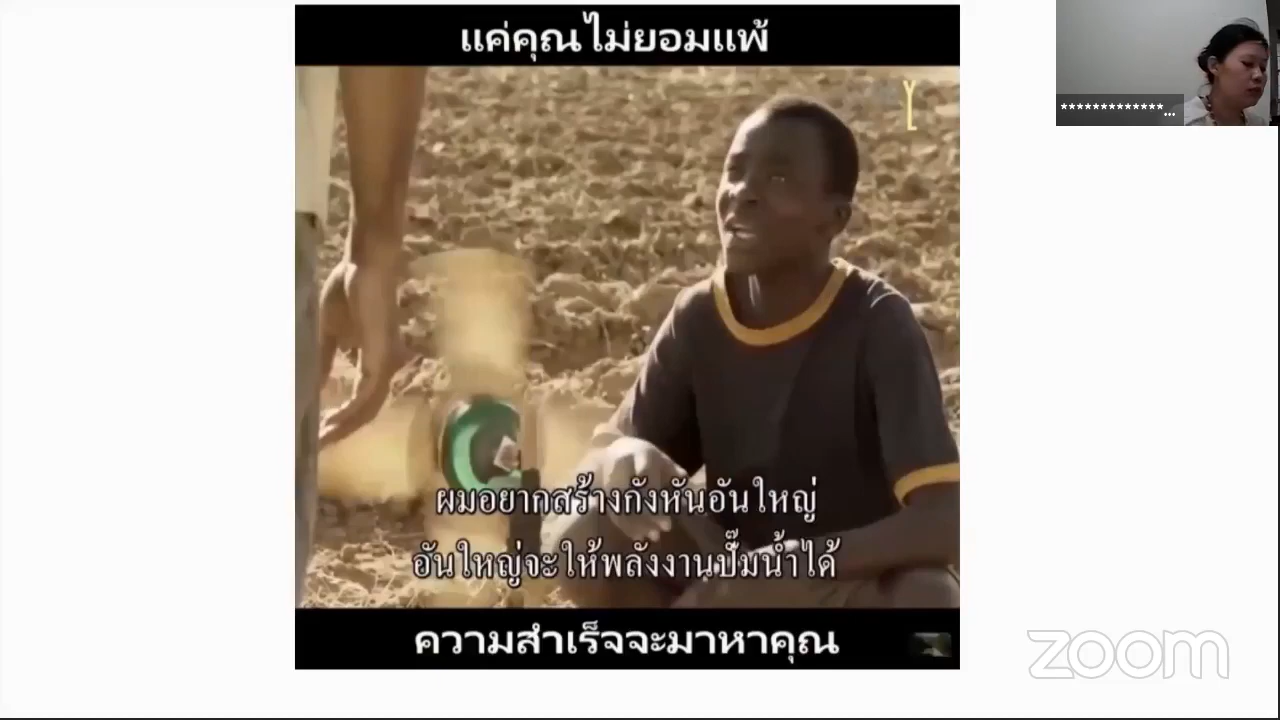 แค่คุณไม่ยอมแพ้
*************...
ผมอยากสร้างกังหันอันใหญ่
อันใหญ่จะให้พลังงานปั๊มน้ำได้
ความสำเร็จจะมาหาคุณ
zoom